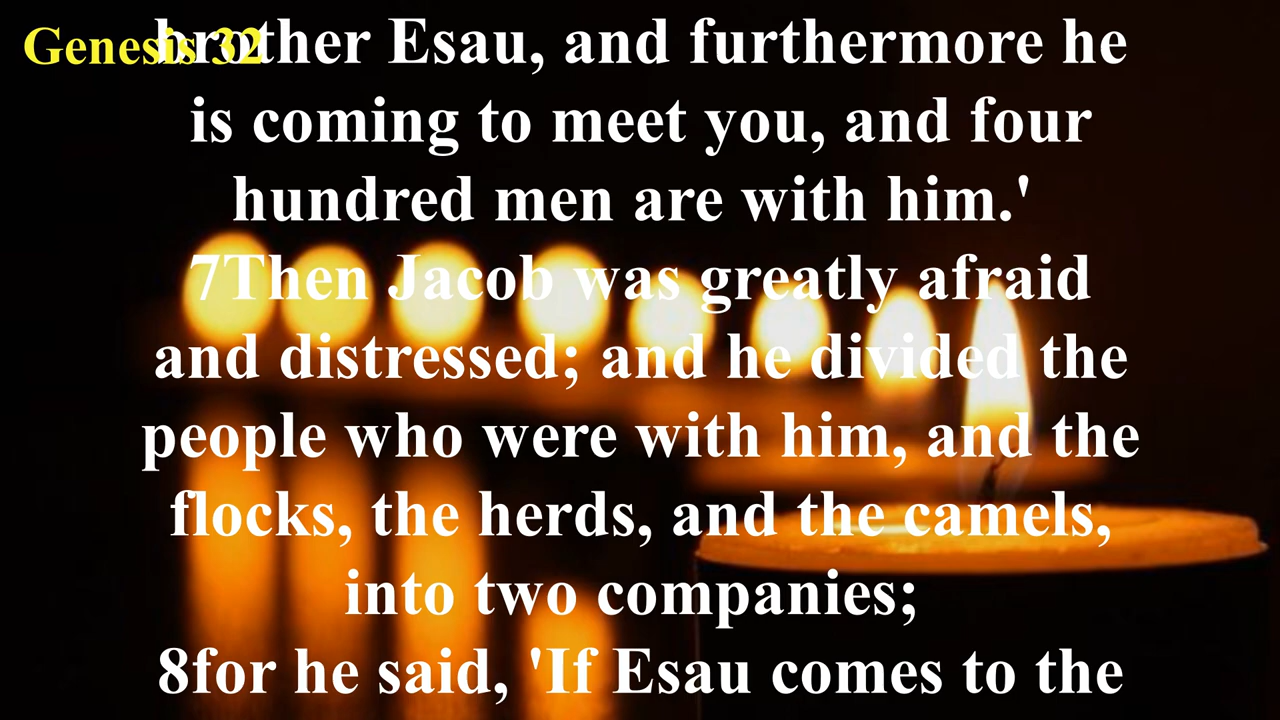 Genesis 32
brother Esau, and furthermore he
is coming to meet you, and four
hundred men are with him.'
7Then Jacob was greatly afraid
and distressed; and he divided the
people who were with him, and the
flocks, the herds, and the camels,
into two companies;
8for he said, 'If Esau comes to the